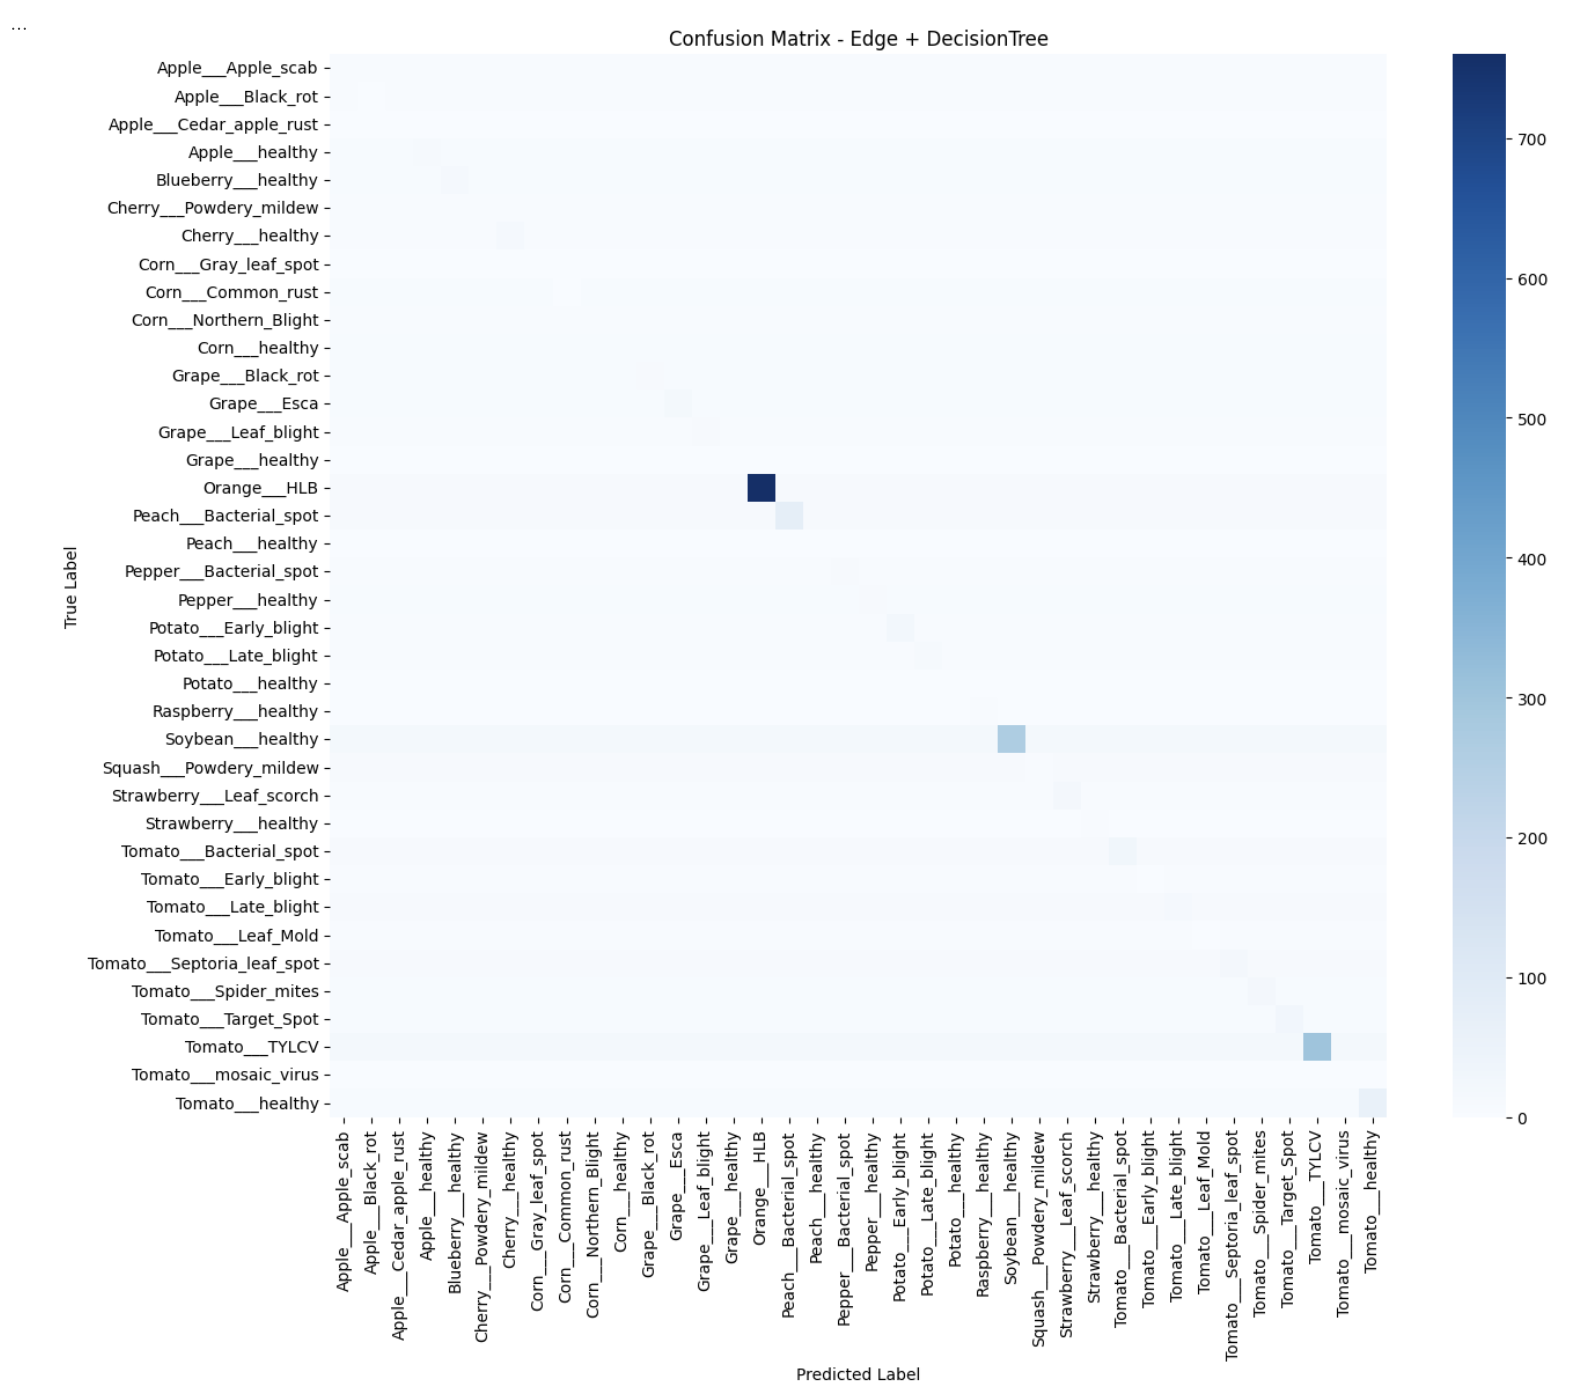 ...
Confusion Matrix - Edge + DecisionTree
Apple___Apple_scab
Apple___Black_rot
Apple___Cedar_apple_rust
Apple___healthy
Blueberry___healthy
Cherry___Powdery_mildew
Cherry___healthy
Corn___Gray_leaf_spot
Corn___Common_rust
Corn___Northern_Blight
Corn___healthy
Grape___Black_rot
Grape___Esca
Grape___Leaf_blight
Grape___healthy
Orange___HLB
Peach___Bacterial_spot
Peach___healthy
Pepper___Bacterial_spot
Pepper___healthy
Potato___Early_blight
Potato___Late_blight
Potato___healthy
Raspberry___healthy
Soybean___healthy
Squash___Powdery_mildew
Strawberry___Leaf_scorch
Strawberry___healthy
Tomato___Bacterial_spot
Tomato___Early_blight
Tomato___Late_blight
Tomato___Leaf_Mold
Tomato___Septoria_leaf_spot
Tomato___Spider_mites
Tomato___Target_Spot
Tomato___TYLCV
Tomato___mosaic_virus
Tomato___healthy
True Label
Apple___Apple_scab
Apple___Black_rot
Apple___Cedar_apple_rust
Apple___healthy
Blueberry___healthy
Cherry___Powdery_mildew
Cherry___healthy
Corn___Gray_leaf_spot
Corn___Common_rust
Corn___Northern_Blight
Corn___healthy
Grape___Black_rot
Grape___Esca
Grape___Leaf_blight
Grape___healthy
Orange___HLB
Peach___Bacterial_spot
Peach___healthy
Pepper___Bacterial_spot
Pepper___healthy
Potato___Early_blight
Potato___Late_blight
Potato___healthy
Raspberry___healthy
Soybean___healthy
Squash___Powdery_mildew
Strawberry___Leaf_scorch
Strawberry___healthy
Tomato___Bacterial_spot
Tomato___Early_blight
Tomato___Late_blight
Tomato___Leaf_Mold
Tomato___Septoria_leaf_spot
Tomato___Spider_mites
Tomato___Target_Spot
Tomato___TYLCV
Tomato___mosaic_virus
Tomato___healthy
Predicted Label
700
600
500
400
300
200
100
0